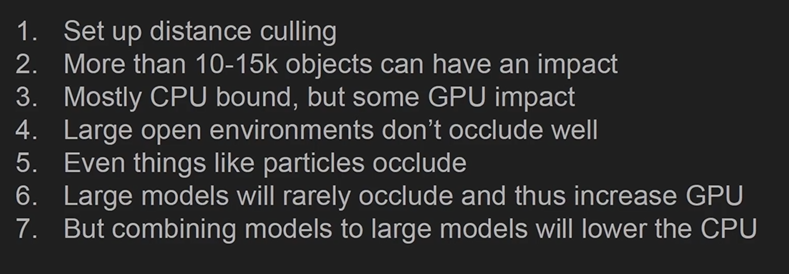 1. Set up distance culling
2. More than 10-15k objects can have an impact
3. Mostly CPU bound, but some GPU impact
4. Large open environments don’t occlude well
5. Even things like particles occlude
6. Large models will rarely occlude and thus increase GPU
7. But combining models to large models will lower the CPU